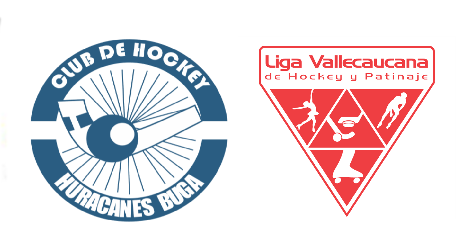 CLUB DE HOCKEY
HURACANES BUGA
Liga Vallecaucana
de Hockey y Patinaje